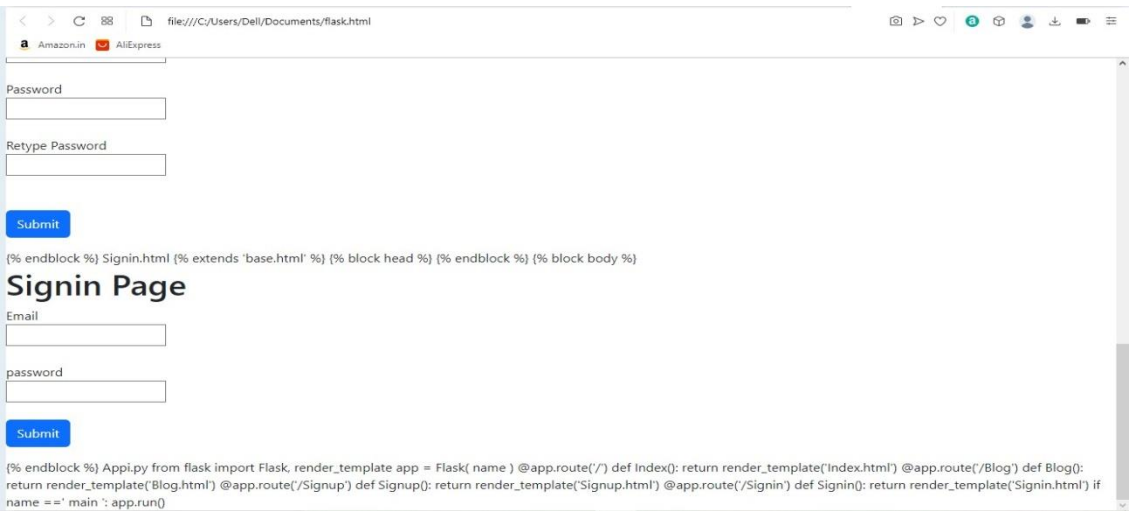 file:///C:/Users/Dell/Documents/flask.html
a Amazon.in AliExpress
Password
Retype Password
Submit
{% endblock %} Signin.html {% extends 'base.html' %} {% block head %} {% endblock %} {% block body %}
Signin Page
Email
password
Submit
{% endblock %} Appi.py from flask import Flask, render_template app = Flask( name ) @app.route('/') def Index(): return render_template('Index.html') @app.route('/Blog') def Blog():
return render_template('Blog.html') @app.route('/Signup') def Signup(): return render_template('Signup.html') @app.route('/Signin') def Signin(): return render_template('Signin.html') if
name ==' main ': app.run()